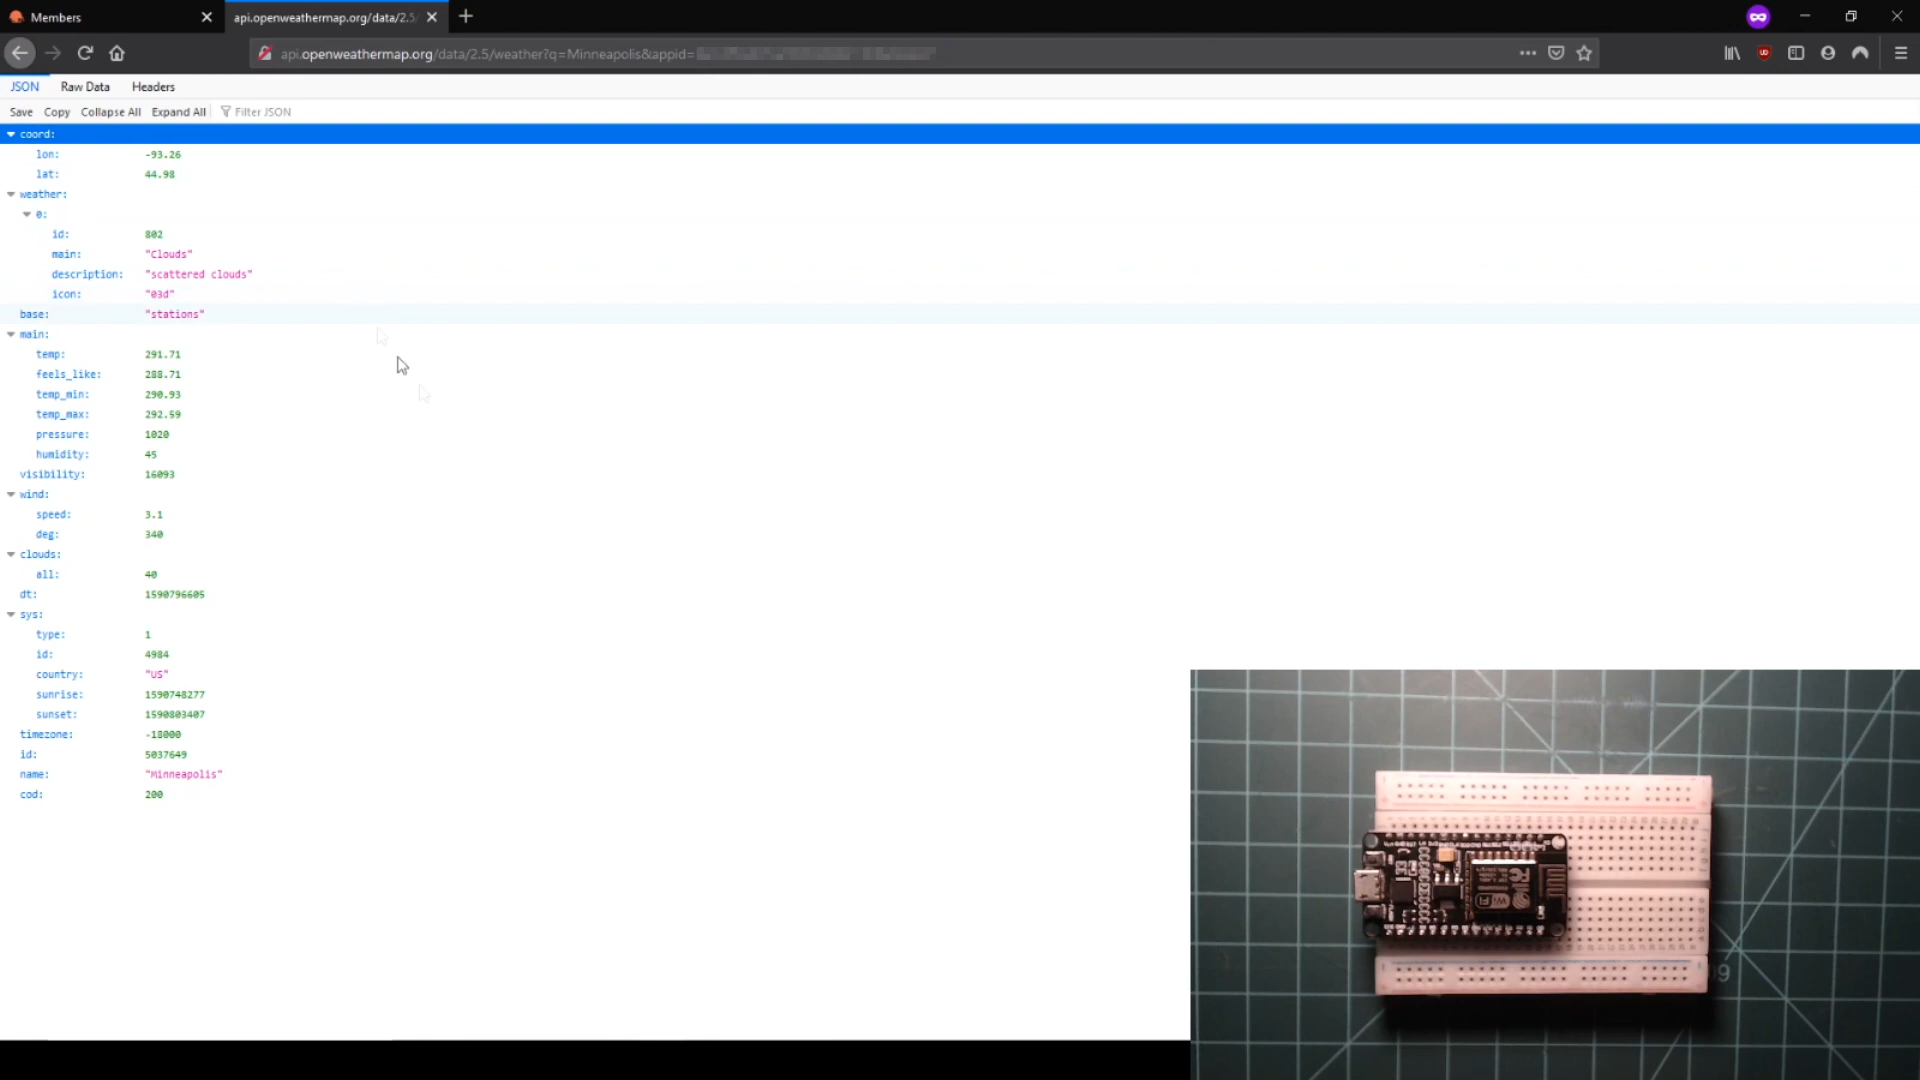 Members
api.openweathermap.org/data/2.5/
api.openweathermap.org/data/2.5/weather?q=Minneapolis&appid=
JSON Raw Data Headers
Save Copy Collapse All Expand All Filter JSON
coord:
lon: -93.26
lat: 44.98
weather:
0:
id: 802
main: "Clouds"
description: "scattered clouds"
icon: "03d"
base: "stations"
main:
temp: 291.71
feels_like: 288.71
temp_min: 290.93
temp_max: 292.59
pressure: 1020
humidity: 45
visibility: 16093
wind:
speed: 3.1
deg: 340
clouds:
all: 40
dt: 1590796605
sys:
type: 1
id: 4984
country: "US"
sunrise: 1590748277
sunset: 1590803407
timezone: -18000
id: 5037649
name: "Minneapolis"
cod: 200